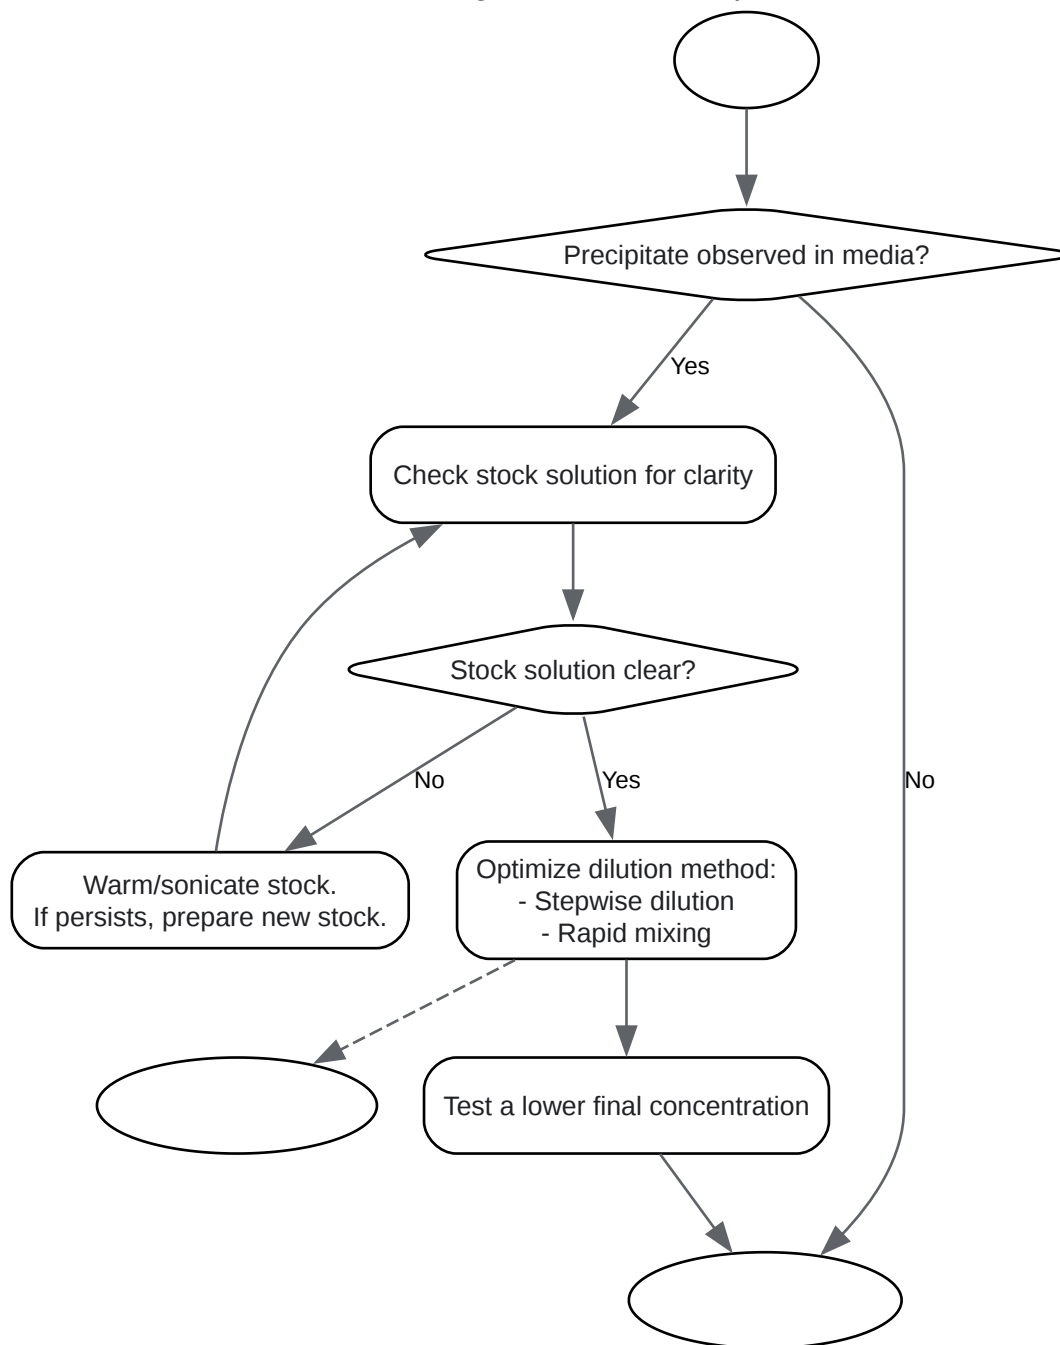 Precipitate observed in media?
Yes
Check stock solution for clarity
Stock solution clear?
No
Yes
No
Warm/sonicate stock.
If persists, prepare new stock.
Optimize dilution method:
- Stepwise dilution
- Rapid mixing
Test a lower final concentration